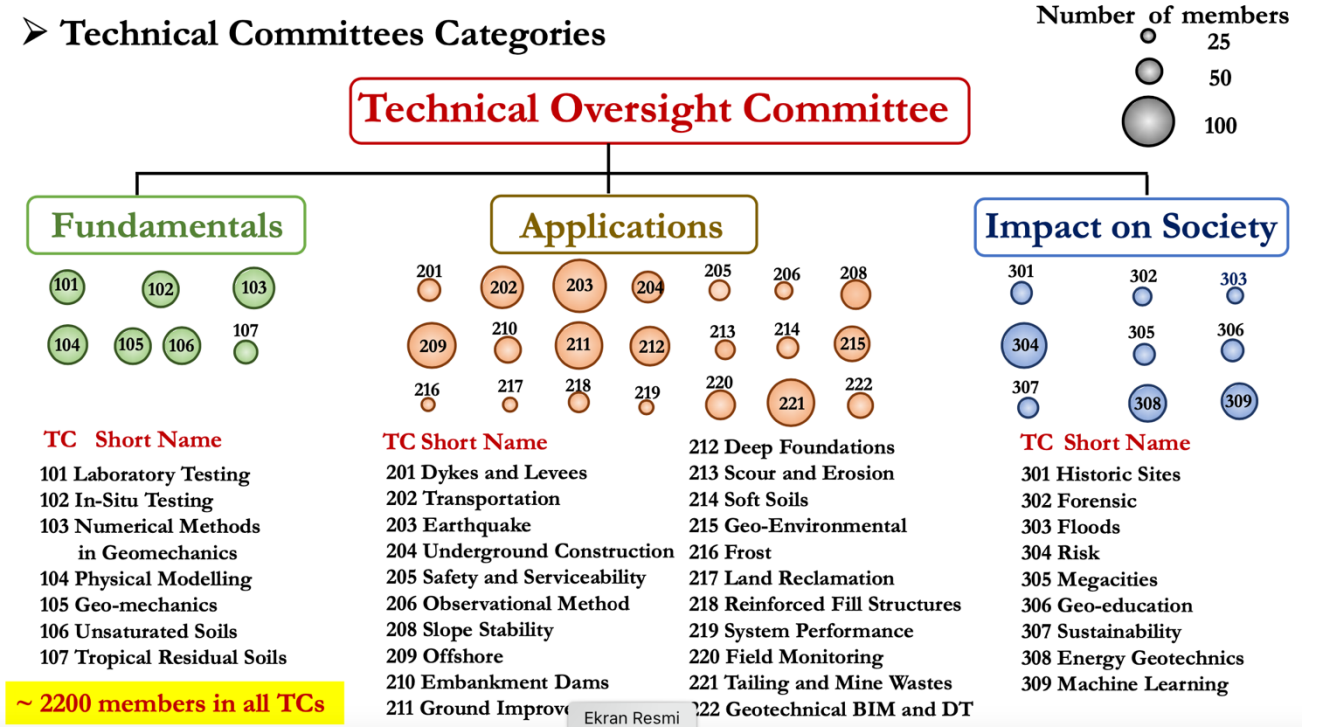 ➤ Technical Committees Categories
Number of members
25
50
100
Technical Oversight Committee
Fundamentals
101 102 103
104 105 106 107
TC Short Name
101 Laboratory Testing
102 In-Situ Testing
103 Numerical Methods
in Geomechanics
104 Physical Modelling
105 Geo-mechanics
106 Unsaturated Soils
107 Tropical Residual Soils
~ 2200 members in all TCs
Applications
201 202 203 204 205 206 208
209 210 211 212 213 214 215
216 217 218 219 220 221 222
TC Short Name
201 Dykes and Levees
202 Transportation
203 Earthquake
204 Underground Construction
205 Safety and Serviceability
206 Observational Method
208 Slope Stability
209 Offshore
210 Embankment Dams
211 Ground
212 Deep Foundations
213 Scour and Erosion
214 Soft Soils
215 Geo-Environmental
216 Frost
217 Land Reclamation
218 Reinforced Fill Structures
219 System Performance
220 Field Monitoring
221 Tailing and Mine Wastes
222 Geotechnical BIM and DT
Impact on Society
301 302 303
304 305 306
307 308 309
TC Short Name
301 Historic Sites
302 Forensic
303 Floods
304 Risk
305 Megacities
306 Geo-education
307 Sustainability
308 Energy Geotechnics
309 Machine Learning
Ekran Resmi